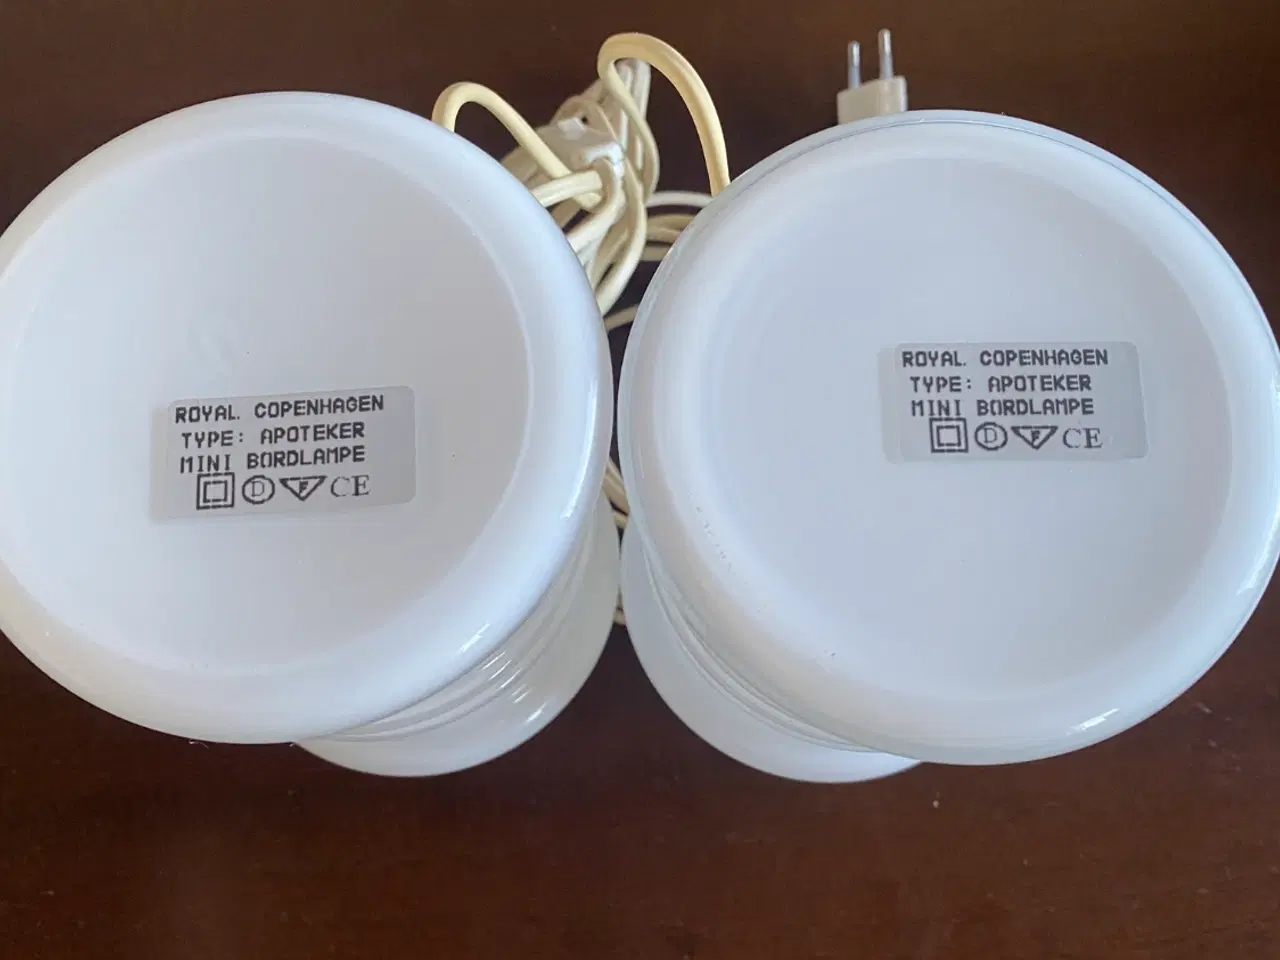 ROYAL. COPENHAGEN
TYPE: APOTEKER
MINI BORDLAMPE
D F CE
ROYAL. COPENHAGEN
TYPE: APOTEKER
MINI BORDLAMPE
D F CE